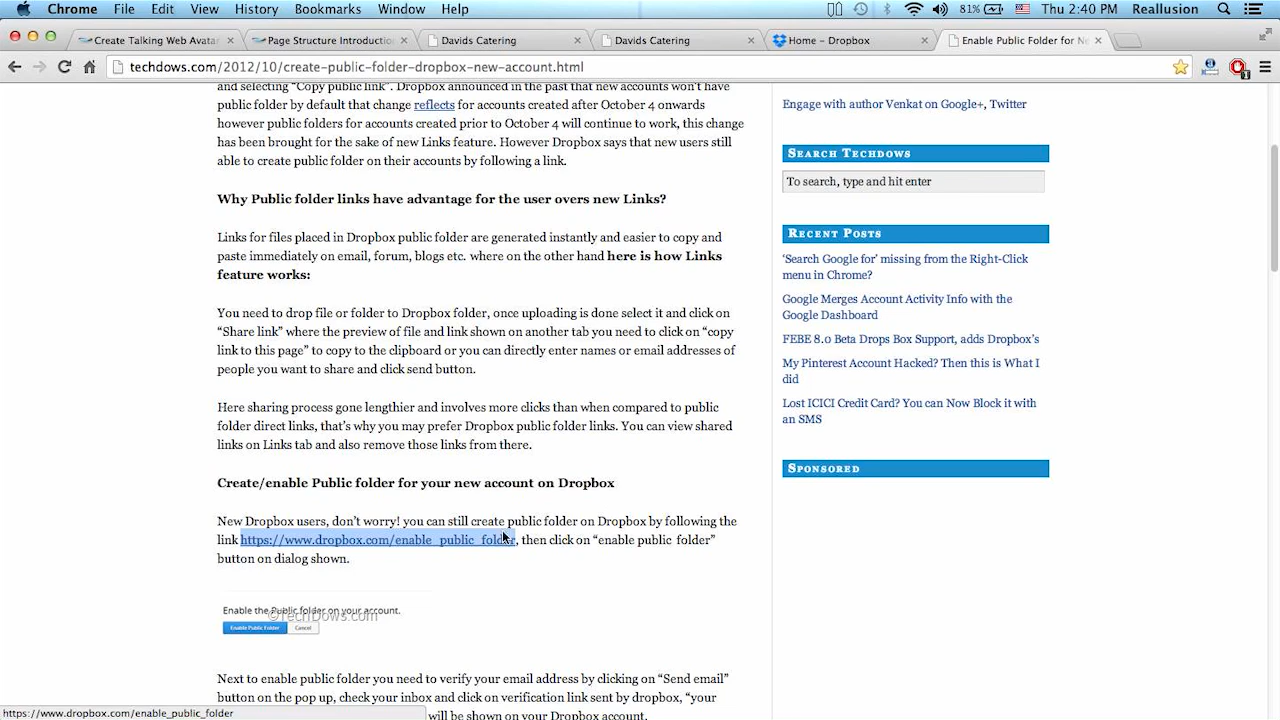 Chrome File Edit View History Bookmarks Window Help 81% Thu 2:40 PM Reallusion
Create Talking Web Avata
Page Structure Introduction
Davids Catering
Davids Catering
Home – Dropbox
Enable Public Folder for Ne
techdows.com/2012/10/create-public-folder-dropbox-new-account.html
and selecting “Copy public link”. Dropbox announced in the past that new accounts won’t have
public folder by default that change reflects for accounts created after October 4 onwards
however public folders for accounts created prior to October 4 will continue to work, this change
has been brought for the sake of new Links feature. However Dropbox says that new users still
able to create public folder on their accounts by following a link.
Why Public folder links have advantage for the user overs new Links?
Links for files placed in Dropbox public folder are generated instantly and easier to copy and
paste immediately on email, forum, blogs etc. where on the other hand here is how Links
feature works:
You need to drop file or folder to Dropbox folder, once uploading is done select it and click on
“Share link” where the preview of file and link shown on another tab you need to click on “copy
link to this page” to copy to the clipboard or you can directly enter names or email addresses of
people you want to share and click send button.
Here sharing process gone lengthier and involves more clicks than when compared to public
folder direct links, that’s why you may prefer Dropbox public folder links. You can view shared
links on Links tab and also remove those links from there.
Create/enable Public folder for your new account on Dropbox
New Dropbox users, don’t worry! you can still create public folder on Dropbox by following the
link https://www.dropbox.com/enable_public_folder, then click on “enable public folder”
button on dialog shown.
Enable the Public folder on your account.
©TechDows.com
Enable Public Folder Cancel
Next to enable public folder you need to verify your email address by clicking on “Send email”
button on the pop up, check your inbox and click on verification link sent by dropbox, “your
will be shown on your Dropbox account.
Engage with author Venkat on Google+, Twitter
Search Techdows
To search, type and hit enter
Recent Posts
‘Search Google for’ missing from the Right-Click
menu in Chrome?
Google Merges Account Activity Info with the
Google Dashboard
FEBE 8.0 Beta Drops Box Support, adds Dropbox’s
My Pinterest Account Hacked? Then this is What I
did
Lost ICICI Credit Card? You can Now Block it with
an SMS
Sponsored
https://www.dropbox.com/enable_public_folder